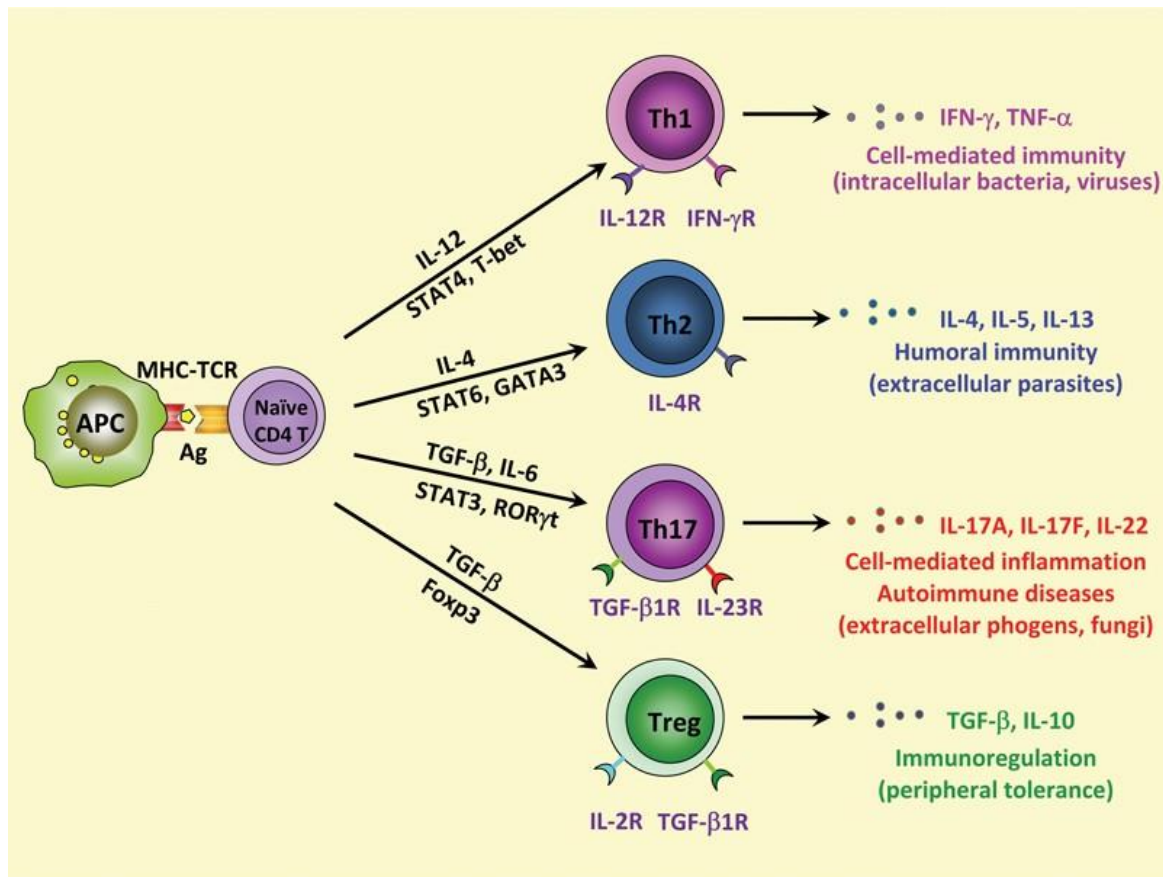 APC
MHC-TCR
Ag
Naïve
CD4 T
IL-12
STAT4, T-bet
IL-4
STAT6, GATA3
TGF-β, IL-6
STAT3, RORγt
TGF-β
Foxp3
Th1
IL-12R IFN-γR
IFN-γ, TNF-α
Cell-mediated immunity
(intracellular bacteria, viruses)
Th2
IL-4R
IL-4, IL-5, IL-13
Humoral immunity
(extracellular parasites)
Th17
TGF-β1R IL-23R
IL-17A, IL-17F, IL-22
Cell-mediated inflammation
Autoimmune diseases
(extracellular phogens, fungi)
Treg
IL-2R TGF-β1R
TGF-β, IL-10
Immunoregulation
(peripheral tolerance)